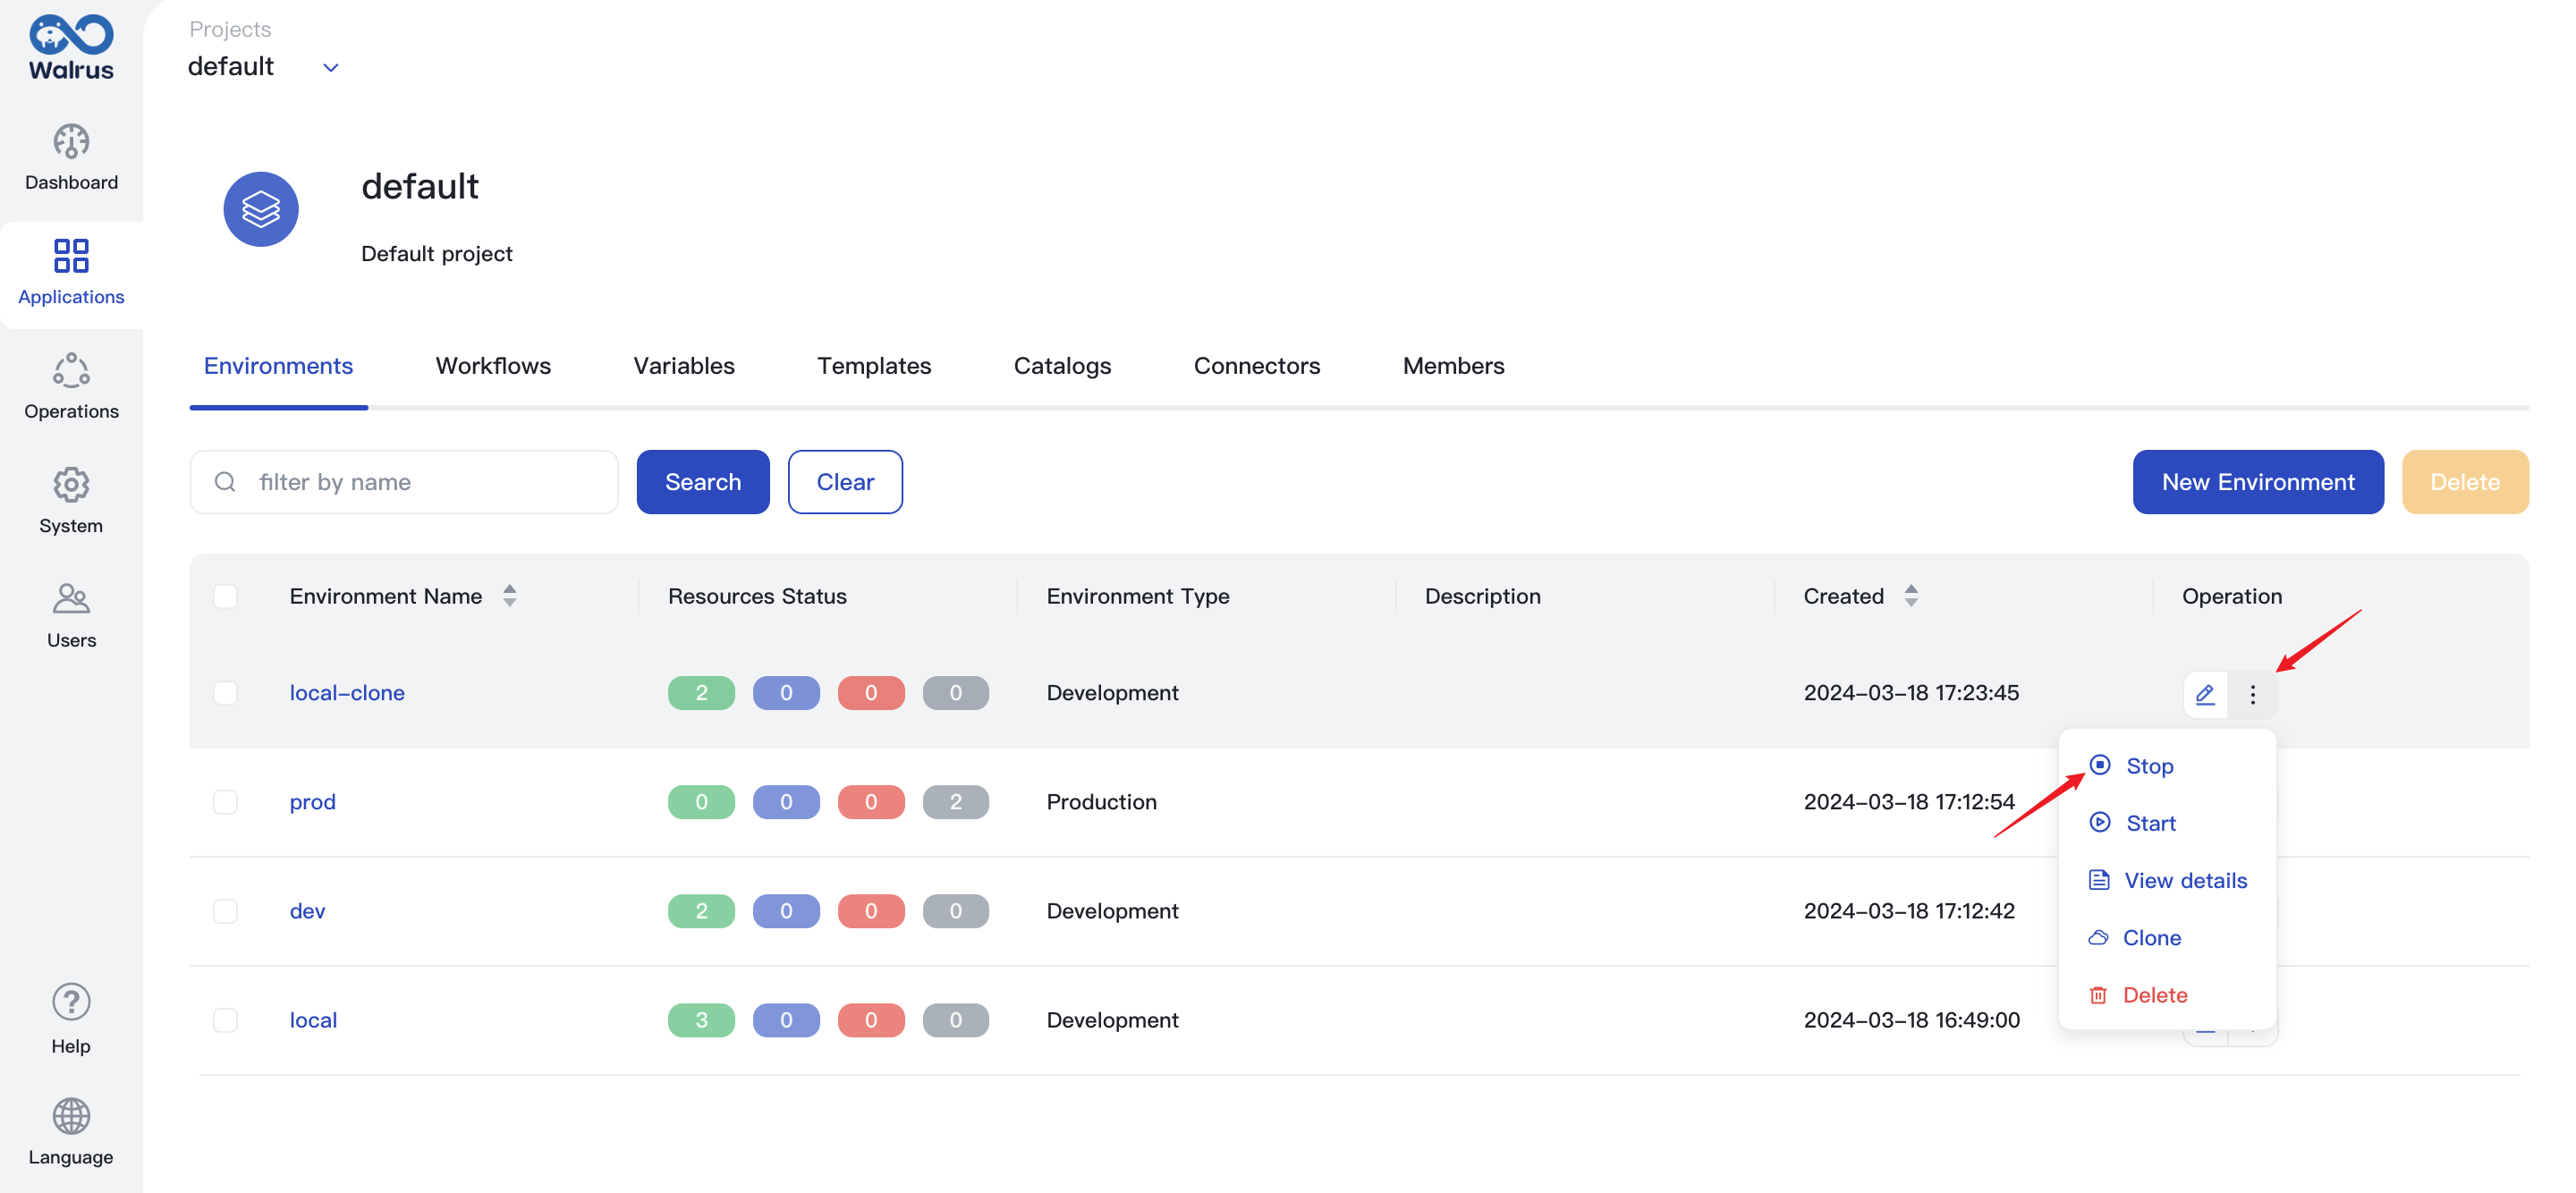 Walrus
Projects
default
Dashboard
Applications
Operations
System
Users
Help
Language
default
Default project
Environments Workflows Variables Templates Catalogs Connectors Members
filter by name Search Clear New Environment Delete
Environment Name Resources Status Environment Type Description Created Operation
local-clone 2 0 0 0 Development 2024-03-18 17:23:45
prod 0 0 0 2 Production 2024-03-18 17:12:54
dev 2 0 0 0 Development 2024-03-18 17:12:42
local 3 0 0 0 Development 2024-03-18 16:49:00
Stop
Start
View details
Clone
Delete